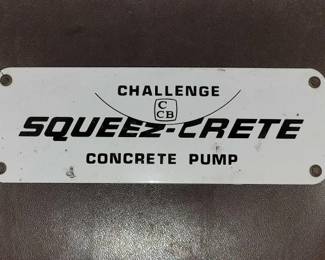 CHALLENGE
C
CB
SQUEEZ-CRETE
CONCRETE PUMP